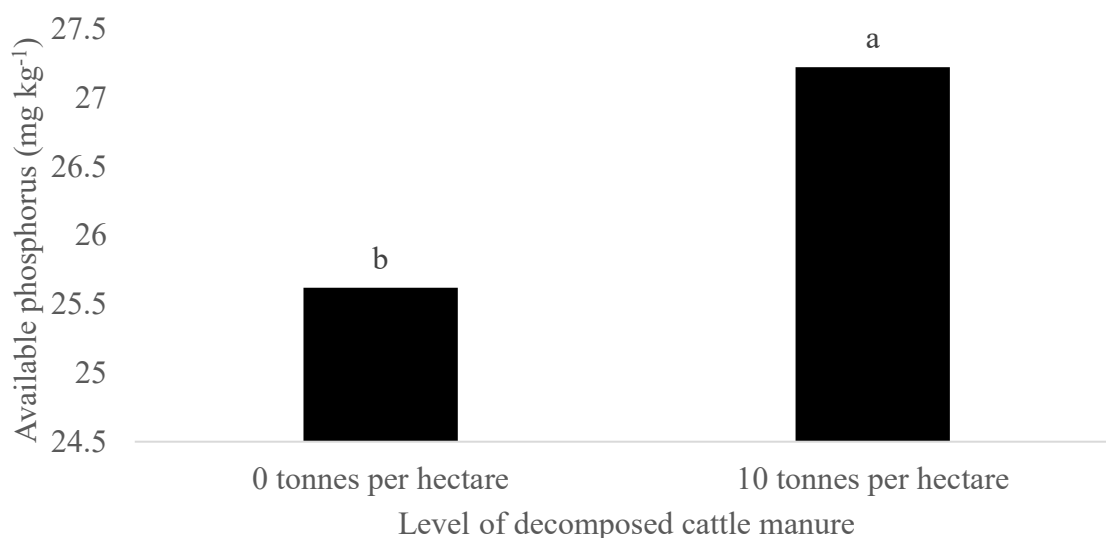 Available phosphorus (mg kg⁻¹)
27.5
27
26.5
26
25.5
25
24.5
b
a
0 tonnes per hectare
10 tonnes per hectare
Level of decomposed cattle manure